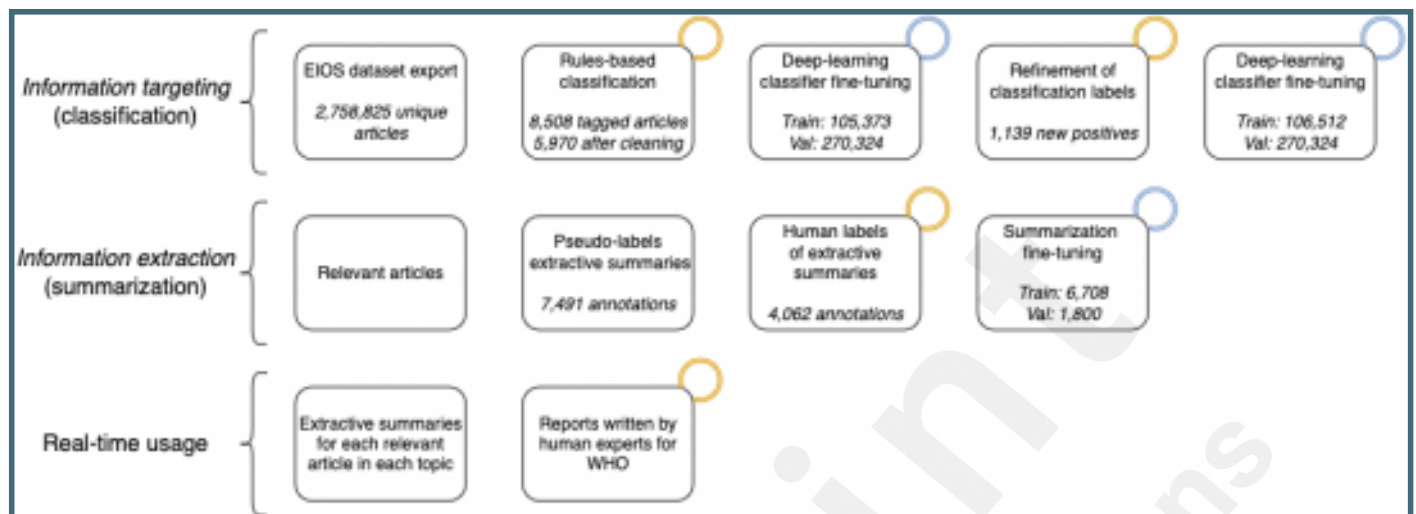 EIOS dataset export
2,758,825 unique
articles
Rules-based
classification
8,508 tagged articles
5,970 after cleaning
Deep-learning
classifier fine-tuning
Train: 105,373
Val: 270,324
Refinement of
classification labels
1,139 new positives
Deep-learning
classifier fine-tuning
Train: 106,512
Val: 270,324
Information targeting
(classification)
Relevant articles
Pseudo-labels
extractive summaries
7,491 annotations
Human labels
of extractive
summaries
4,062 annotations
Summarization
fine-tuning
Train: 6,708
Val: 1,800
Information extraction
(summarization)
Real-time usage
Extractive summaries
for each relevant
article in each topic
Reports written by
human experts for
WHO
int
ns